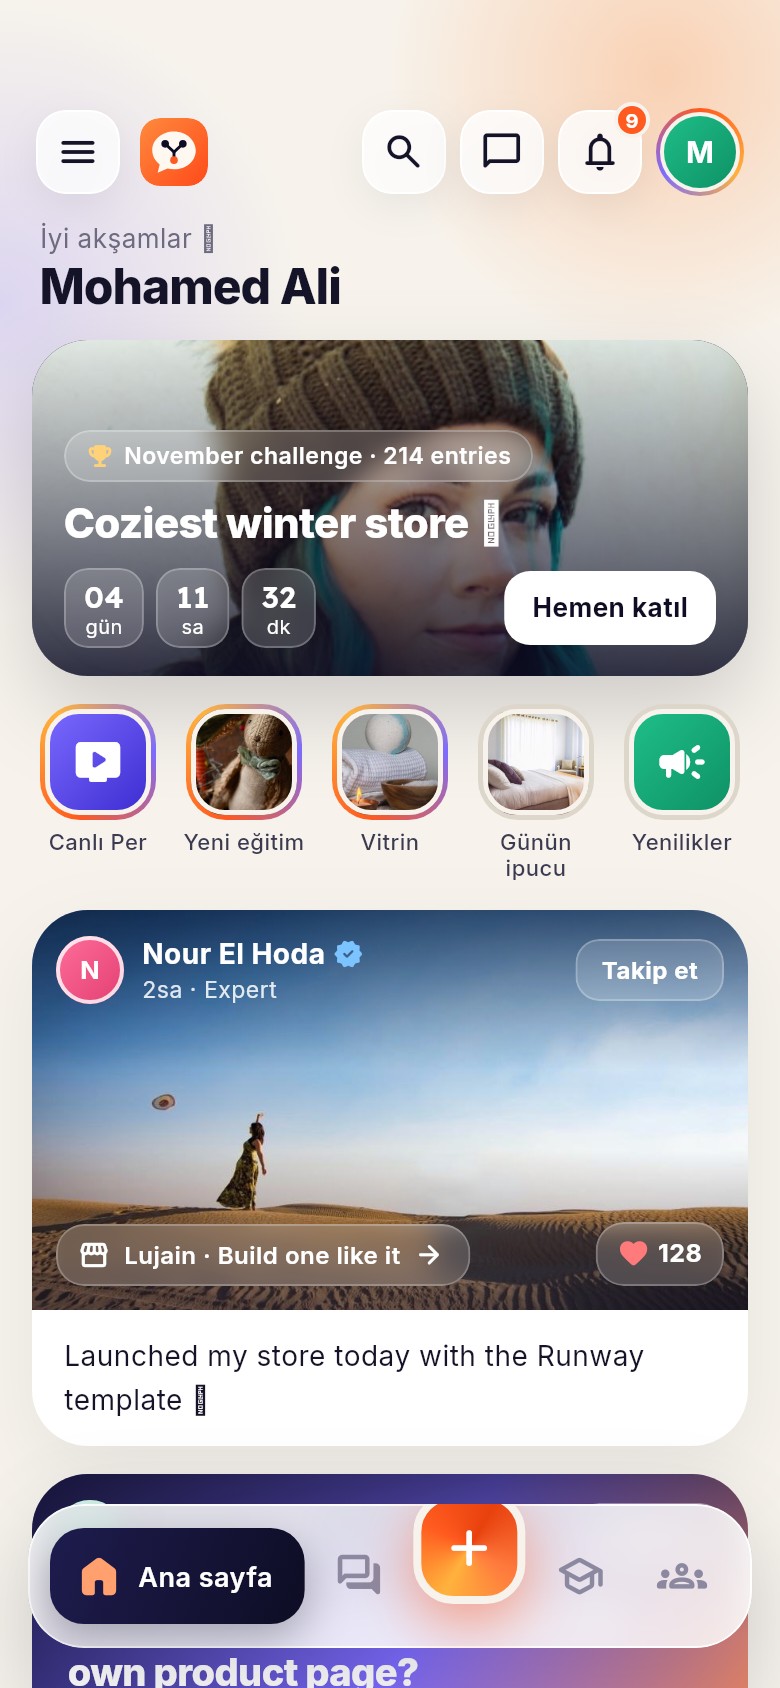 9
M
İyi akşamlar
Mohamed Ali
November challenge · 214 entries
Coziest winter store
04 gün
11 sa
32 dk
Hemen katıl
Canlı Per
Yeni eğitim
Vitrin
Günün ipucu
Yenilikler
N
Nour El Hoda
2sa · Expert
Takip et
Lujain · Build one like it
128
Launched my store today with the Runway
template
Ana sayfa
own product page?